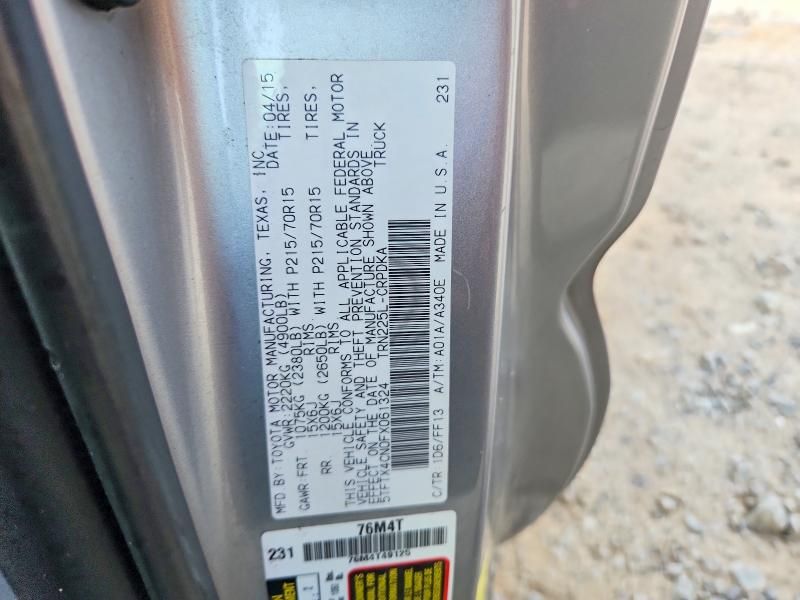 MFD BY: TOYOTA MOTOR MANUFACTURING, TEXAS, INC.
GVWR: 2220KG (4900LB) DATE: 04/15
GAWR FRT. 1075KG (2380LB) WITH P215/70R15 TIRES,
15X6J RIMS
RR. 1200KG (2650LB) WITH P215/70R15 TIRES,
15X6J RIMS
THIS VEHICLE CONFORMS TO ALL APPLICABLE FEDERAL MOTOR
VEHICLE SAFETY AND THEFT PREVENTION STANDARDS IN
EFFECT ON THE DATE OF MANUFACTURE SHOWN ABOVE.
5TFTX4CN0FX061324 TRN225L-CRPDKA TRUCK
C/TR: 1D6/FF13 A/TM: A01A/A340E MADE IN U.S.A. 231
76M4T
231
76M4T49125